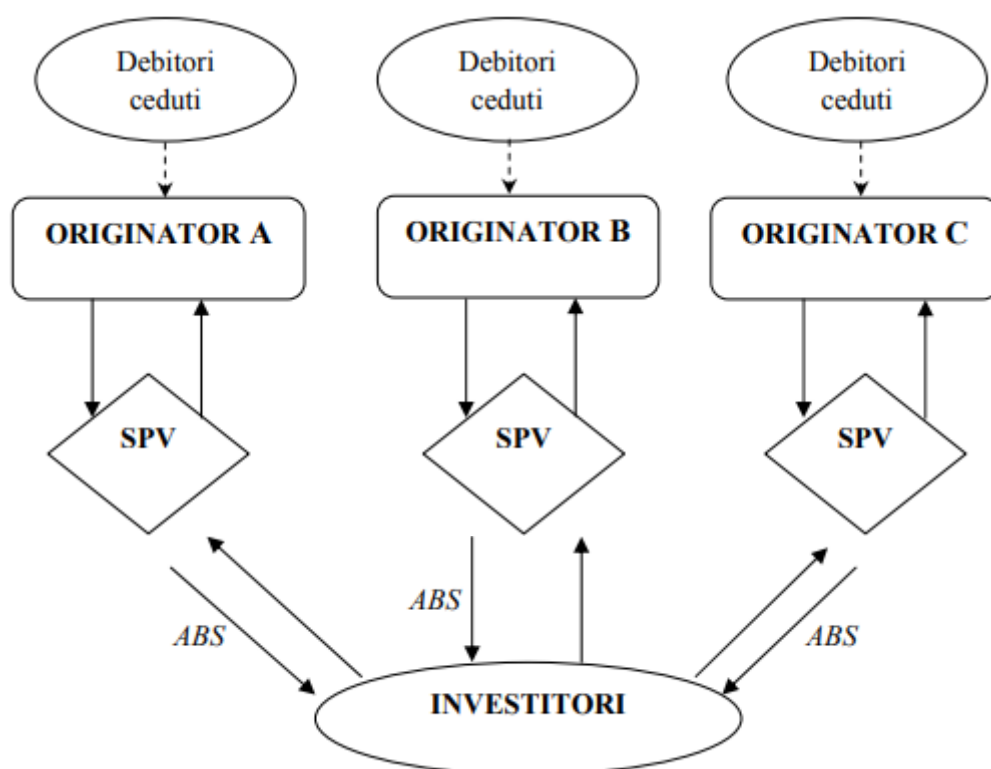 Debitori
ceduti
Debitori
ceduti
Debitori
ceduti
ORIGINATOR A
ORIGINATOR B
ORIGINATOR C
SPV
SPV
SPV
ABS
ABS
ABS
INVESTITORI